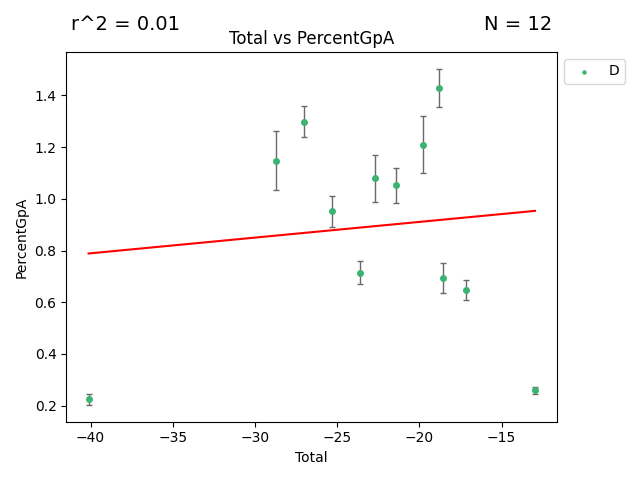 r^2 = 0.01
N = 12
Total vs PercentGpA
D
1.4
1.2
1.0
0.8
0.6
0.4
0.2
PercentGpA
−40
−35
−30
−25
−20
−15
Total